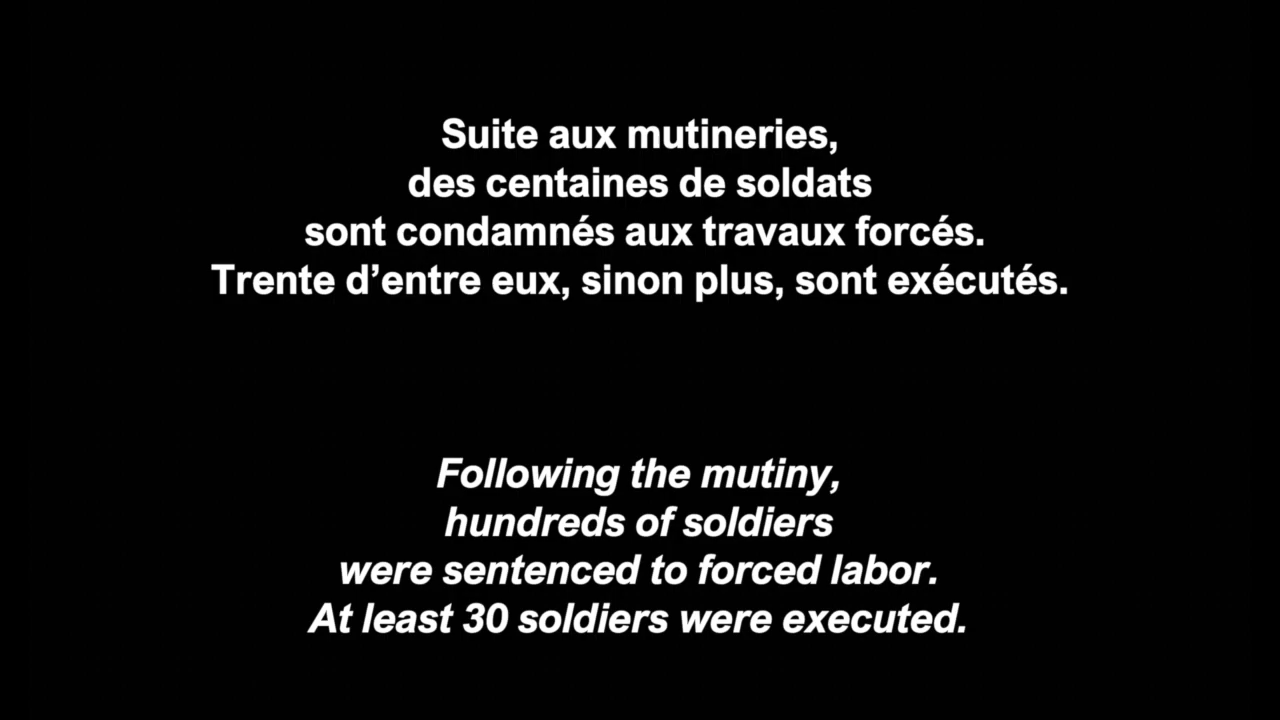 Suite aux mutineries,
des centaines de soldats
sont condamnés aux travaux forcés.
Trente d’entre eux, sinon plus, sont exécutés.
Following the mutiny,
hundreds of soldiers
were sentenced to forced labor.
At least 30 soldiers were executed.